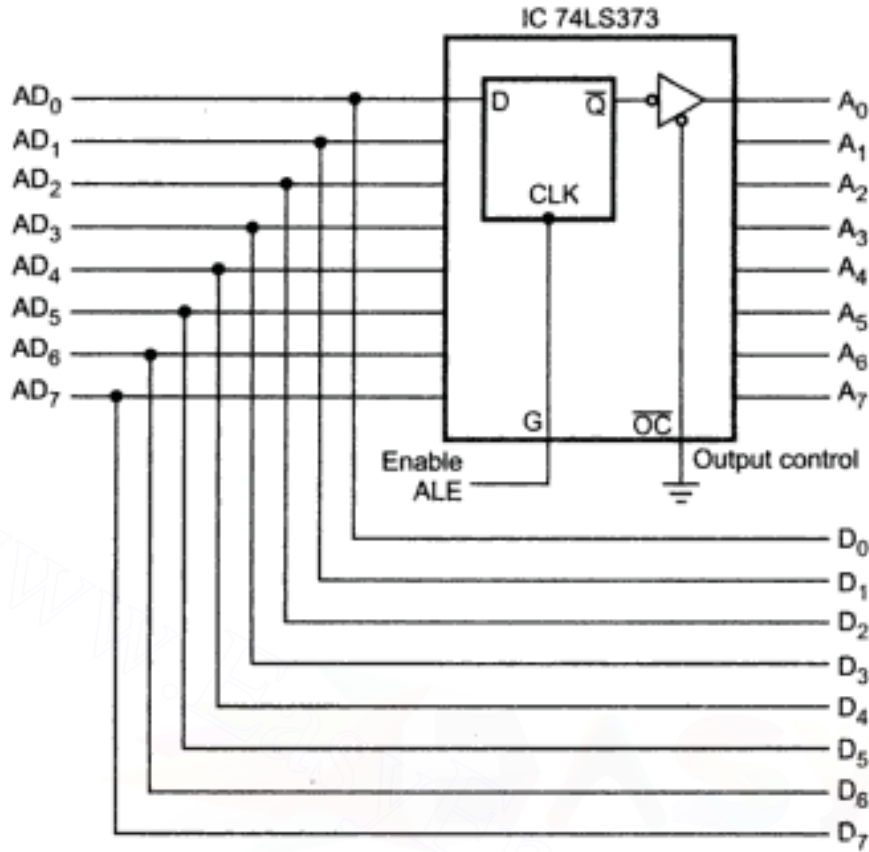 IC 74LS373
AD₀ D Q̅ A₀
AD₁ A₁
AD₂ CLK A₂
AD₃ A₃
AD₄ A₄
AD₅ A₅
AD₆ A₆
AD₇ A₇
G O̅C̅
Enable Output control
ALE
D₀
D₁
D₂
D₃
D₄
D₅
D₆
D₇